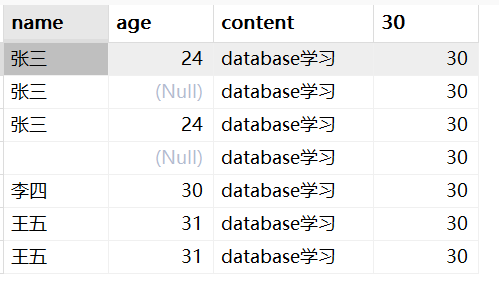 name age content 30
张三 24 database学习 30
张三 (Null) database学习 30
张三 24 database学习 30
(Null) database学习 30
李四 30 database学习 30
王五 31 database学习 30
王五 31 database学习 30